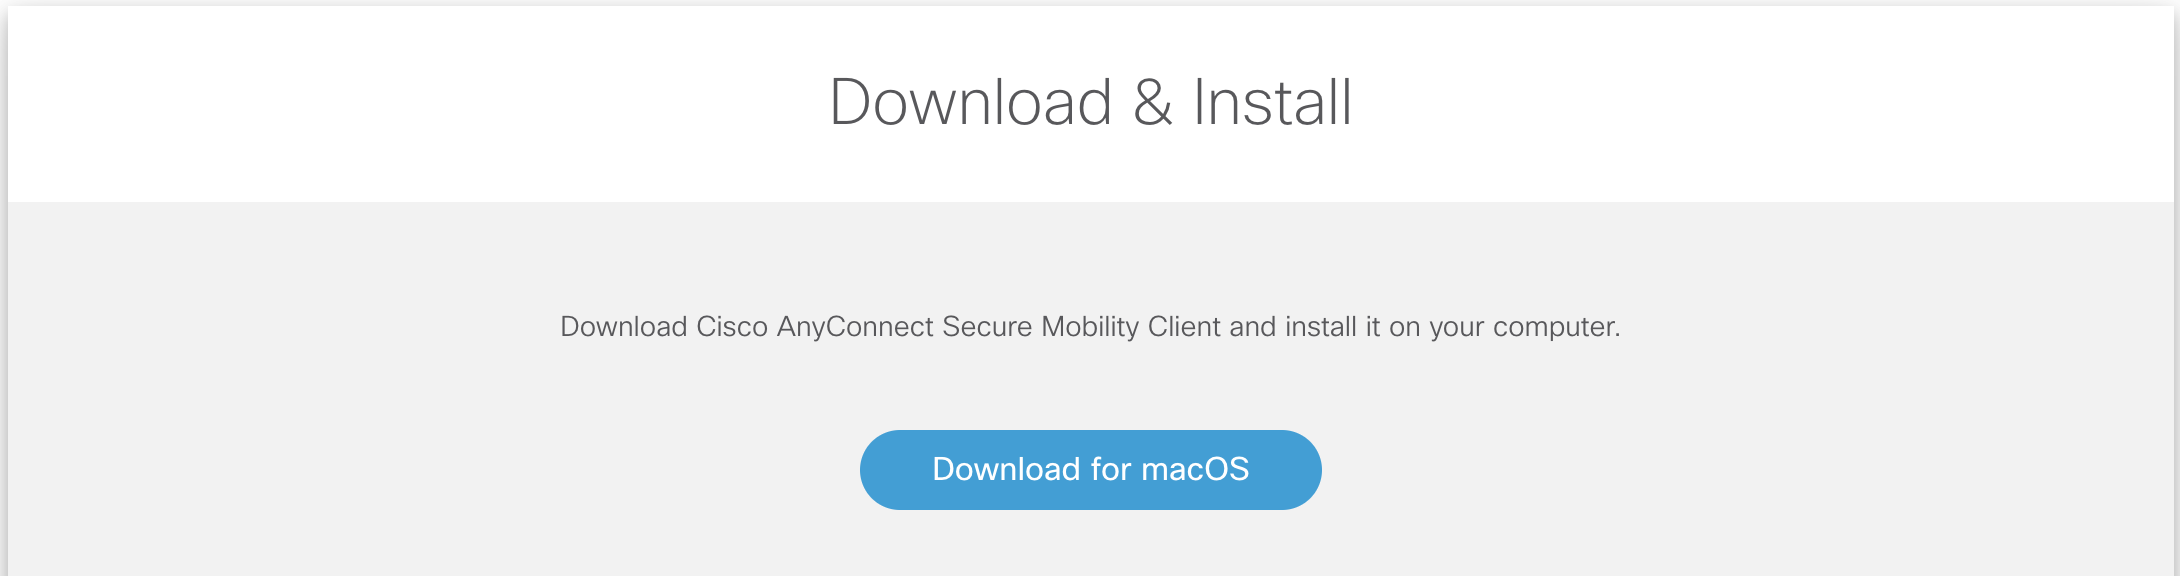 Download & Install
Download Cisco AnyConnect Secure Mobility Client and install it on your computer.
Download for macOS